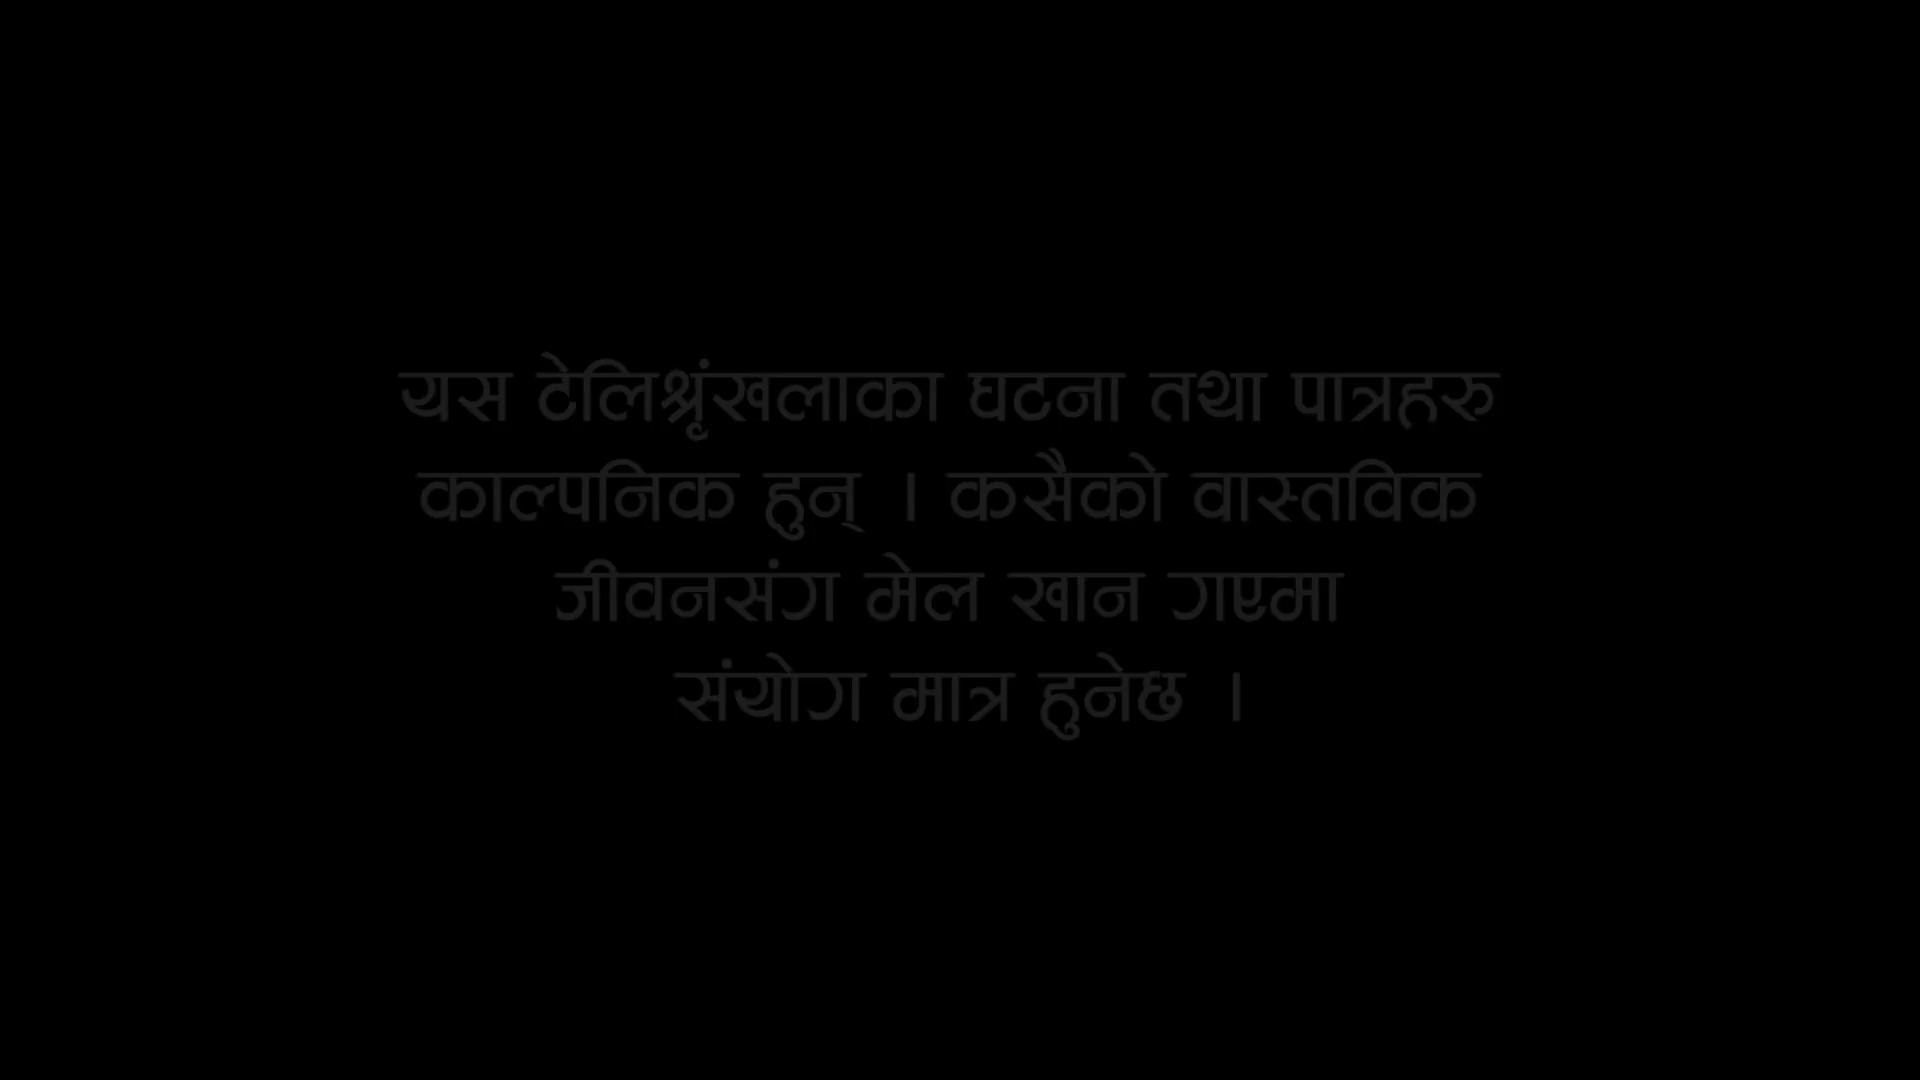 यस टेलिश्रृंखलाका घटना तथा पात्रहरु
काल्पनिक हुन् । कसैको वास्तविक
जीवनसंग मेल खान गएमा
संयोग मात्र हुनेछ ।